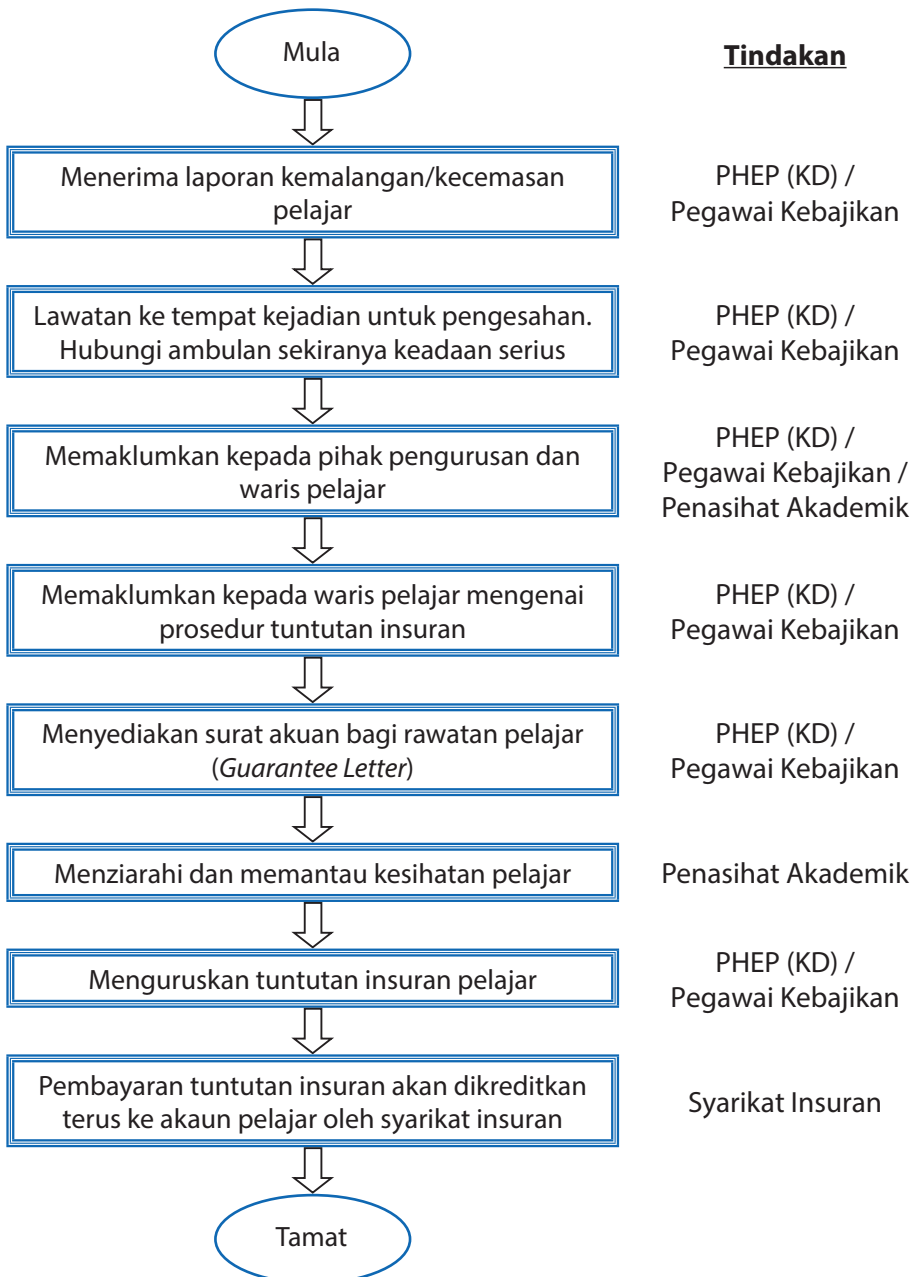 Mula
Tindakan
Menerima laporan kemalangan/kecemasan
pelajar
PHEP (KD) /
Pegawai Kebajikan
Lawatan ke tempat kejadian untuk pengesahan.
Hubungi ambulan sekiranya keadaan serius
PHEP (KD) /
Pegawai Kebajikan
Memaklumkan kepada pihak pengurusan dan
waris pelajar
PHEP (KD) /
Pegawai Kebajikan /
Penasihat Akademik
Memaklumkan kepada waris pelajar mengenai
prosedur tuntutan insuran
PHEP (KD) /
Pegawai Kebajikan
Menyediakan surat akuan bagi rawatan pelajar
(Guarantee Letter)
PHEP (KD) /
Pegawai Kebajikan
Menziarahi dan memantau kesihatan pelajar
Penasihat Akademik
Menguruskan tuntutan insuran pelajar
PHEP (KD) /
Pegawai Kebajikan
Pembayaran tuntutan insuran akan dikreditkan
terus ke akaun pelajar oleh syarikat insuran
Syarikat Insuran
Tamat